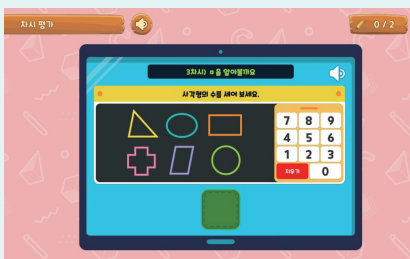 차시 평가
0 / 2
3차시) ㅁ을 알아볼까요
사각형의 수를 세어 보세요.
7 8 9
4 5 6
1 2 3
지우기 0